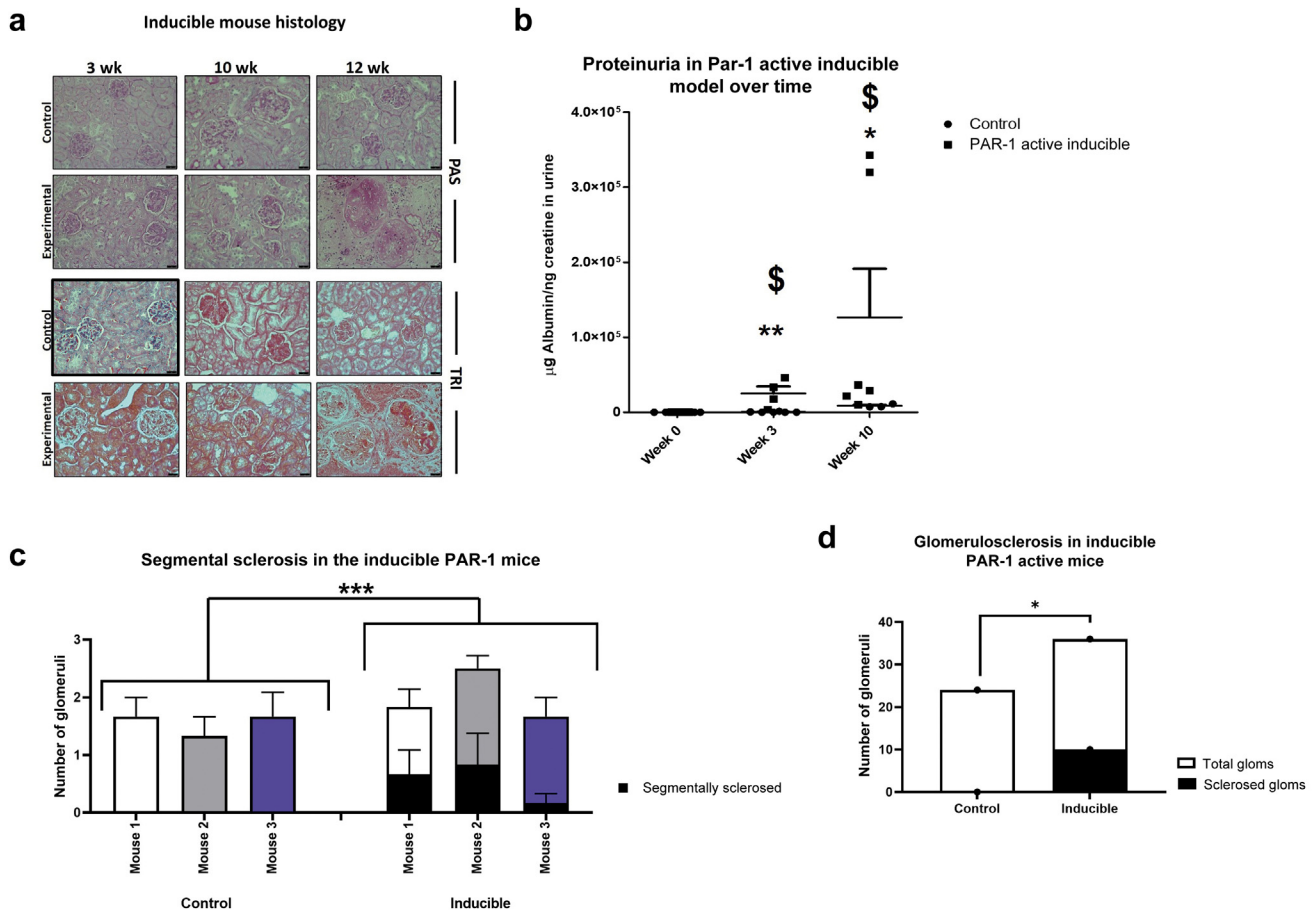 a
Inducible mouse histology
3 wk 10 wk 12 wk
Control
Experimental
PAS
Control
Experimental
TRI
b
Proteinuria in Par-1 active inducible
model over time
µg Albumin/ng creatine in urine
4.0×10⁵
3.0×10⁵
2.0×10⁵
1.0×10⁵
0
$
**
$
*
Week 0 Week 3 Week 10
Control
PAR-1 active inducible
c
Segmental sclerosis in the inducible PAR-1 mice
***
Number of glomeruli
3
2
1
0
Mouse 1 Mouse 2 Mouse 3 Mouse 1 Mouse 2 Mouse 3
Control Inducible
Segmentally sclerosed
d
Glomerulosclerosis in inducible
PAR-1 active mice
*
Number of glomeruli
40
30
20
10
0
Control Inducible
Total gloms
Sclerosed gloms